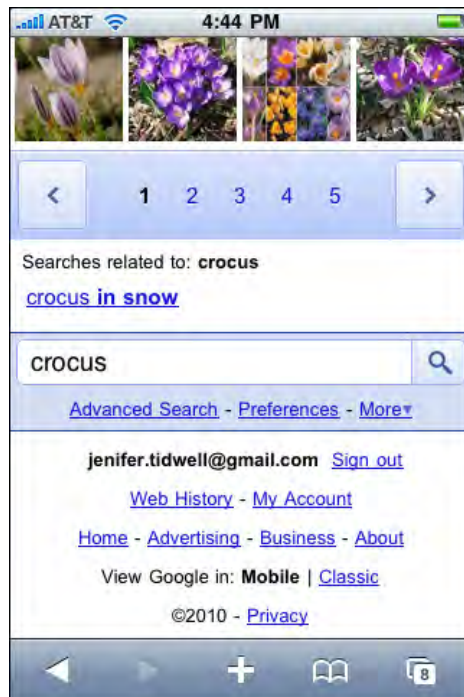 AT&T 4:44 PM
1 2 3 4 5
Searches related to: crocus
crocus in snow
crocus
Advanced Search - Preferences - More▾
jenifer.tidwell@gmail.com Sign out
Web History - My Account
Home - Advertising - Business - About
View Google in: Mobile | Classic
©2010 - Privacy
8